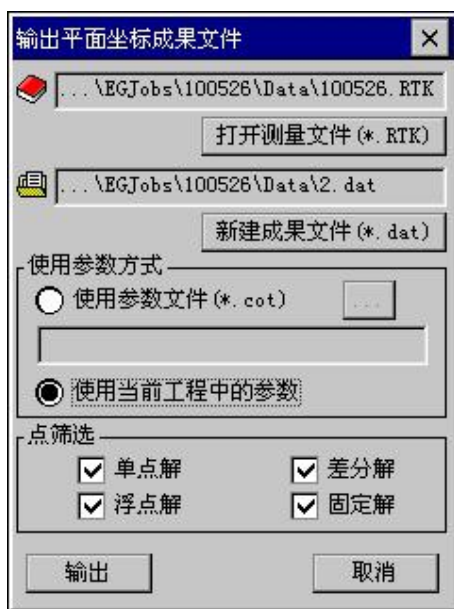 输出平面坐标成果文件
...\EGJobs\100526\Data\100526.RTK
打开测量文件(*.RTK)
...\EGJobs\100526\Data\2.dat
新建成果文件(*.dat)
使用参数方式
使用参数文件(*.cot) ...
使用当前工程中的参数
点筛选
单点解 差分解
浮点解 固定解
输出 取消